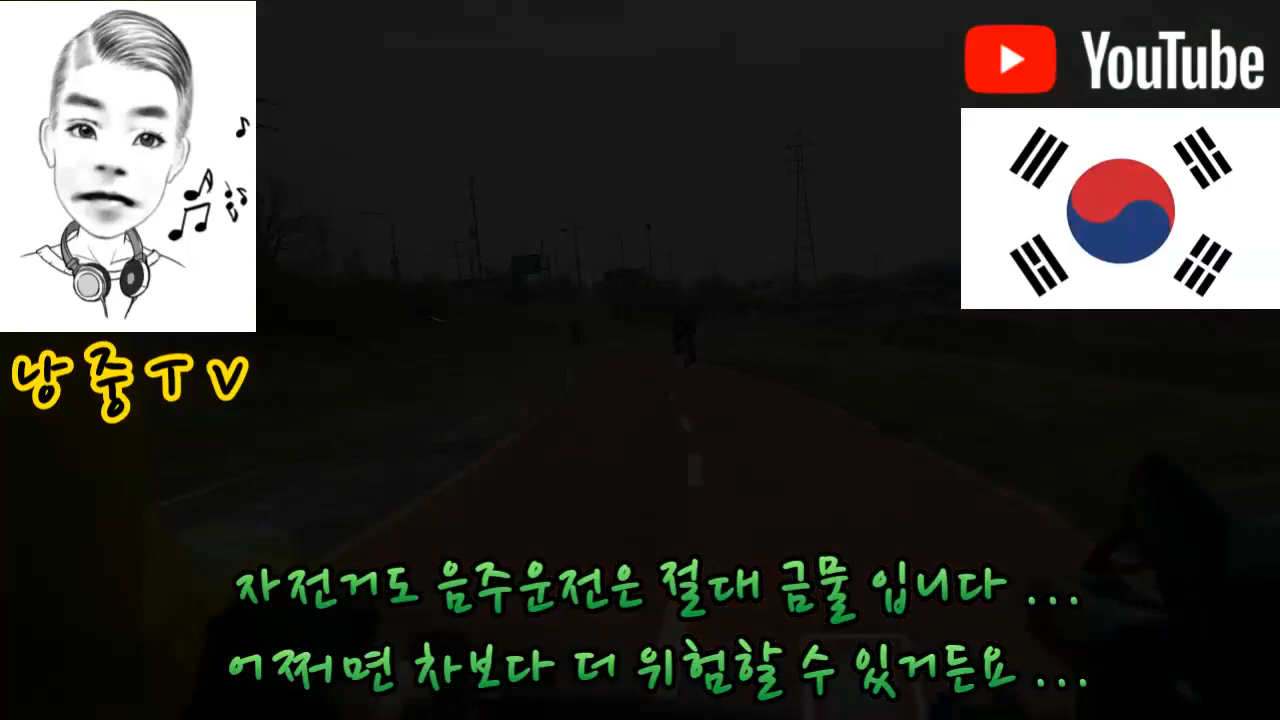 YouTube
낭중TV
자전거도 음주운전은 절대 금물 입니다 ...
어쩌면 차보다 더 위험할 수 있거든요 ...